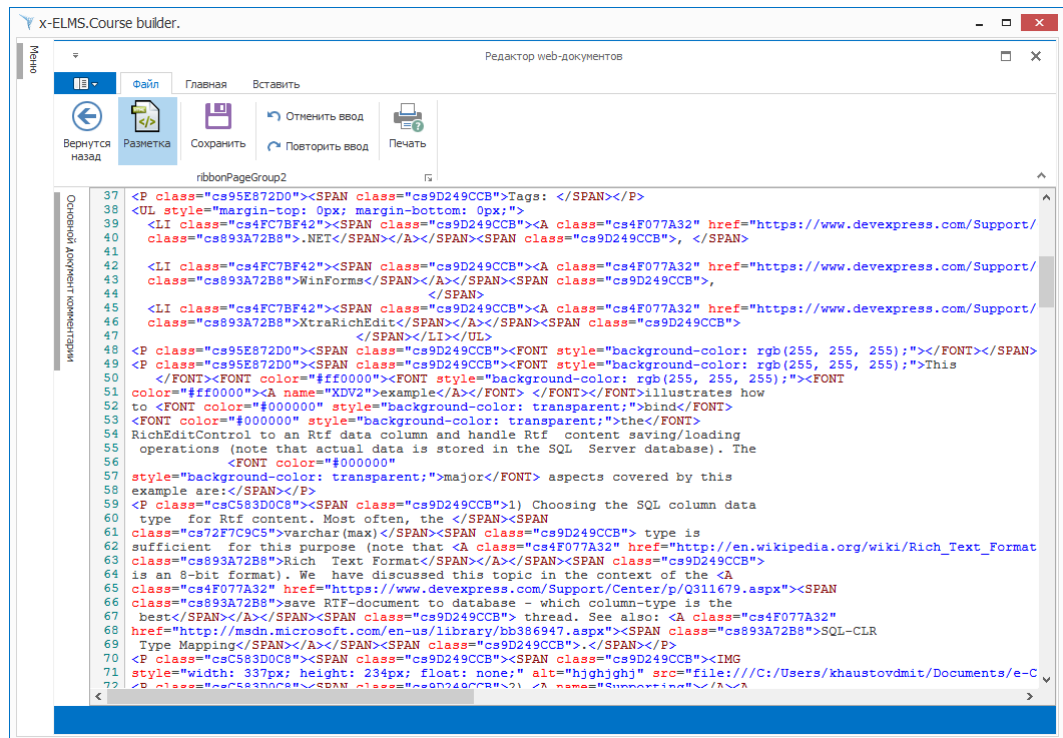 x-ELMS.Course builder.
Меню
Редактор web-документов
Файл Главная Вставить
Вернутся назад
Разметка
Сохранить
Отменить ввод
Повторить ввод
Печать
ribbonPageGroup2
Основной документ комментарии
37 <P class="cs95E872D0"><SPAN class="cs9D249CCB">Tags: </SPAN></P>
38 <UL style="margin-top: 0px; margin-bottom: 0px;">
39 <LI class="cs4FC7BF42"><SPAN class="cs9D249CCB"><A class="cs4F077A32" href="https://www.devexpress.com/Support/
40 class="cs893A72B8">.NET</SPAN></A></SPAN><SPAN class="cs9D249CCB">, </SPAN>
41
42 <LI class="cs4FC7BF42"><SPAN class="cs9D249CCB"><A class="cs4F077A32" href="https://www.devexpress.com/Support/
43 class="cs893A72B8">WinForms</SPAN></A></SPAN><SPAN class="cs9D249CCB">,
44 </SPAN>
45 <LI class="cs4FC7BF42"><SPAN class="cs9D249CCB"><A class="cs4F077A32" href="https://www.devexpress.com/Support/
46 class="cs893A72B8">XtraRichEdit</SPAN></A></SPAN><SPAN class="cs9D249CCB">
47 </SPAN></LI></UL>
48 <P class="cs95E872D0"><SPAN class="cs9D249CCB"><FONT style="background-color: rgb(255, 255, 255);"></FONT></SPAN>
49 <P class="cs95E872D0"><SPAN class="cs9D249CCB"><FONT style="background-color: rgb(255, 255, 255);">This
50 </FONT><FONT color="#ff0000"><FONT style="background-color: rgb(255, 255, 255);"><FONT
51 color="#ff0000"><A name="XDV2">example</A></FONT> </FONT></FONT>illustrates how
52 to <FONT color="#000000" style="background-color: transparent;">bind</FONT>
53 <FONT color="#000000" style="background-color: transparent;">the</FONT>
54 RichEditControl to an Rtf data column and handle Rtf content saving/loading
55 operations (note that actual data is stored in the SQL Server database). The
56 <FONT color="#000000"
57 style="background-color: transparent;">major</FONT> aspects covered by this
58 example are:</SPAN></P>
59 <P class="csC583D0C8"><SPAN class="cs9D249CCB">1) Choosing the SQL column data
60 type for Rtf content. Most often, the </SPAN><SPAN
61 class="cs72F7C9C5">varchar(max)</SPAN><SPAN class="cs9D249CCB"> type is
62 sufficient for this purpose (note that <A class="cs4F077A32" href="http://en.wikipedia.org/wiki/Rich_Text_Format
63 class="cs893A72B8">Rich Text Format</SPAN></A></SPAN><SPAN class="cs9D249CCB">
64 is an 8-bit format). We have discussed this topic in the context of the <A
65 class="cs4F077A32" href="https://www.devexpress.com/Support/Center/p/Q311679.aspx"><SPAN
66 class="cs893A72B8">save RTF-document to database - which column-type is the
67 best</SPAN></A></SPAN><SPAN class="cs9D249CCB"> thread. See also: <A class="cs4F077A32"
68 href="http://msdn.microsoft.com/en-us/library/bb386947.aspx"><SPAN class="cs893A72B8">SQL-CLR
69 Type Mapping</SPAN></A></SPAN><SPAN class="cs9D249CCB">.</SPAN></P>
70 <P class="csC583D0C8"><SPAN class="cs9D249CCB"><SPAN class="cs9D249CCB"><IMG
71 style="width: 337px; height: 234px; float: none;" alt="hjghjghj" src="file:///C:/Users/khaustovdmit/Documents/e-C
72 <P class="csC583D0C8"><SPAN class="cs9D249CCB">2) <A name="Supporting"></A><A